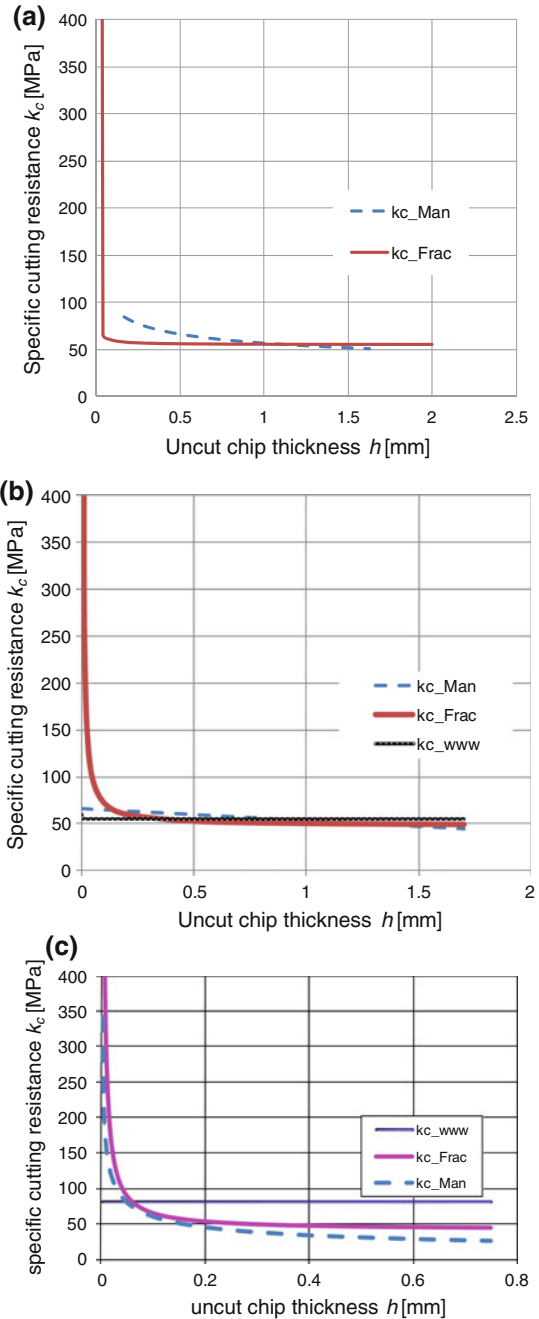 (a)
400
350
300
250
200
150
100
50
0
Specific cutting resistance kc [MPa]
kc_Man
kc_Frac
0 0.5 1 1.5 2 2.5
Uncut chip thickness h [mm]
(b)
400
350
300
250
200
150
100
50
0
Specific cutting resistance kc [MPa]
kc_Man
kc_Frac
kc_www
0 0.5 1 1.5 2
Uncut chip thickness h [mm]
(c)
400
350
300
250
200
150
100
50
0
specific cutting resistance kc [MPa]
kc_www
kc_Frac
kc_Man
0 0.2 0.4 0.6 0.8
uncut chip thickness h [mm]